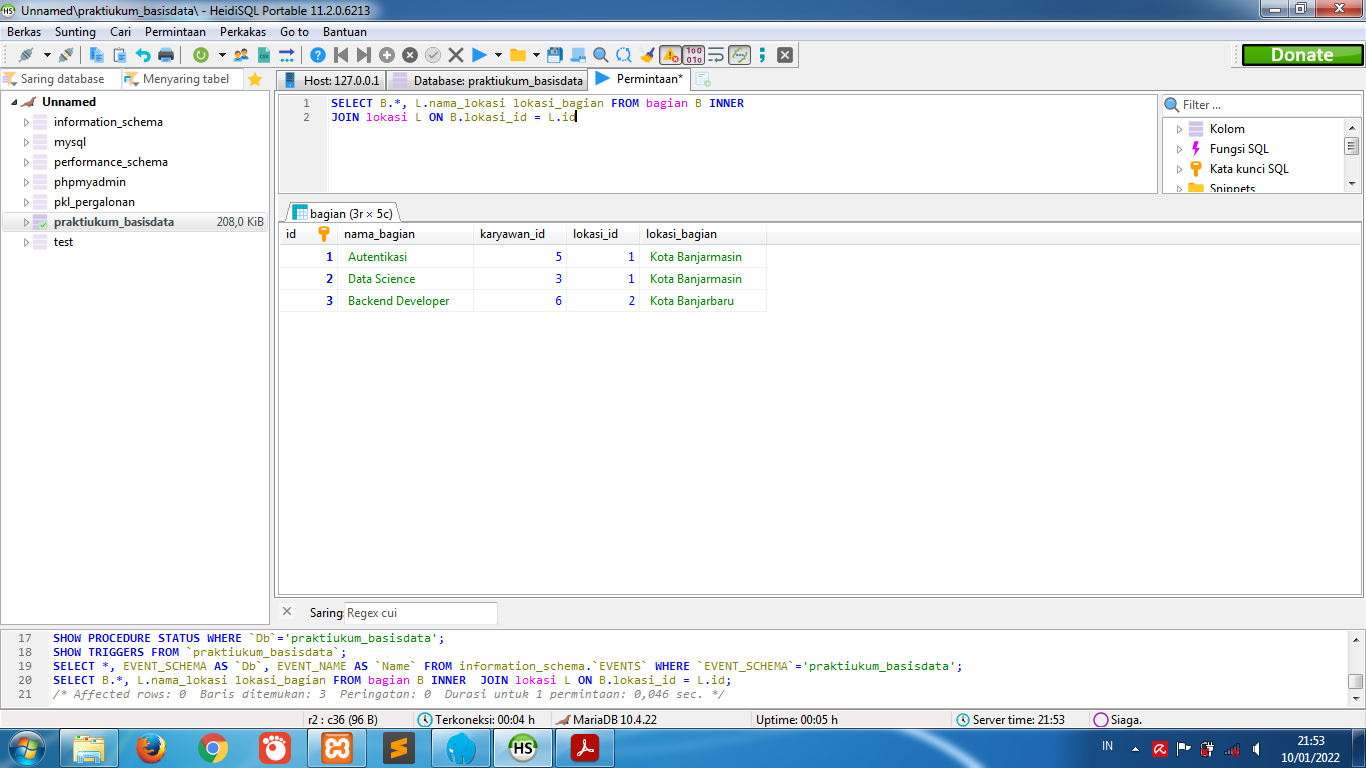 Unnamed\praktiukum_basisdata\ - HeidiSQL Portable 11.2.0.6213
Berkas Sunting Cari Permintaan Perkakas Go to Bantuan
Donate
Saring database Menyaring tabel
Host: 127.0.0.1 Database: praktiukum_basisdata Permintaan*
Unnamed
information_schema
mysql
performance_schema
phpmyadmin
pkl_pergalonan
praktiukum_basisdata 208,0 KiB
test
1 SELECT B.*, L.nama_lokasi lokasi_bagian FROM bagian B INNER
2 JOIN lokasi L ON B.lokasi_id = L.id
Filter ...
Kolom
Fungsi SQL
Kata kunci SQL
Snippets
bagian (3r × 5c)
id nama_bagian karyawan_id lokasi_id lokasi_bagian
1 Autentikasi 5 1 Kota Banjarmasin
2 Data Science 3 1 Kota Banjarmasin
3 Backend Developer 6 2 Kota Banjarbaru
Saring: Regex cui
17 SHOW PROCEDURE STATUS WHERE `Db`='praktiukum_basisdata';
18 SHOW TRIGGERS FROM `praktiukum_basisdata`;
19 SELECT *, EVENT_SCHEMA AS `Db`, EVENT_NAME AS `Name` FROM information_schema.`EVENTS` WHERE `EVENT_SCHEMA`='praktiukum_basisdata';
20 SELECT B.*, L.nama_lokasi lokasi_bagian FROM bagian B INNER  JOIN lokasi L ON B.lokasi_id = L.id;
21 /* Affected rows: 0  Baris ditemukan: 3  Peringatan: 0  Durasi untuk 1 permintaan: 0,046 sec. */
r2 : c36 (96 B) Terkoneksi: 00:04 h MariaDB 10.4.22 Uptime: 00:05 h Server time: 21:53 Siaga.
HS
IN
21:53
10/01/2022